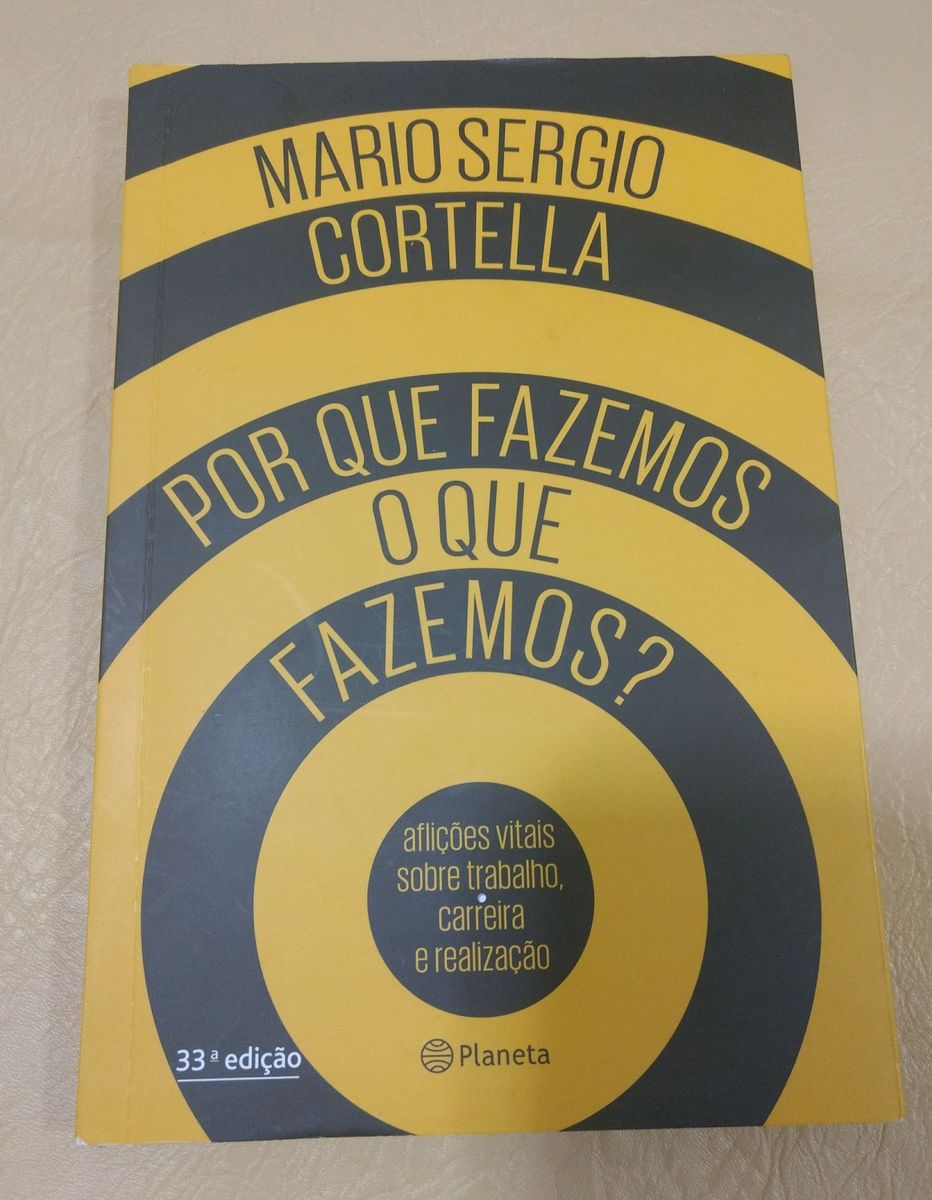 MARIO SERGIO
CORTELLA
POR QUE FAZEMOS
O QUE
FAZEMOS?
aflições vitais
sobre trabalho,
carreira
e realização
33ª edição
Planeta